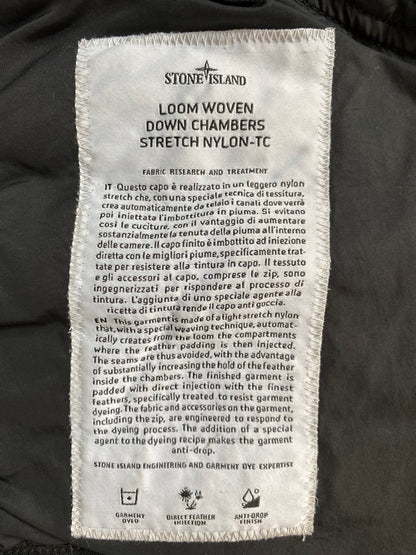 STONE ISLAND
LOOM WOVEN
DOWN CHAMBERS
STRETCH NYLON-TC
FABRIC RESEARCH AND TREATMENT
IT Questo capo è realizzato in un leggero nylon
stretch che, con una speciale tecnica di tessitura,
crea automaticamente da telaio i canali dove verrà
poi iniettata l'imbottitura in piuma. Si evitano
così le cuciture, con il vantaggio di aumentare
sostanzialmente la tenuta della piuma all'interno
delle camere. Il capo finito è imbottito ad iniezione
diretta con le migliori piume, specificamente trat-
tate per resistere alla tintura in capo. Il tessuto
e gli accessori al capo, comprese le zip, sono
ingegnerizzati per rispondere al processo di
tintura. L'aggiunta di uno speciale agente alla
ricetta di tintura rende il capo anti goccia.
EN This garment is made of a light stretch nylon
that, with a special weaving technique, automat-
ically creates from the loom the compartments
where the feather padding is then injected.
The seams are thus avoided, with the advantage
of substantially increasing the hold of the feather
inside the chambers. The finished garment is
padded with direct injection with the finest
feathers, specifically treated to resist garment
dyeing. The fabric and accessories on the garment,
including the zip, are engineered to respond to
the dyeing process. The addition of a special
agent to the dyeing recipe makes the garment
anti-drop.
STONE ISLAND ENGINEERING AND GARMENT DYE EXPERTISE
GARMENT DIRECT FEATHER ANTI-DROP
DYED INJECTION FINISH